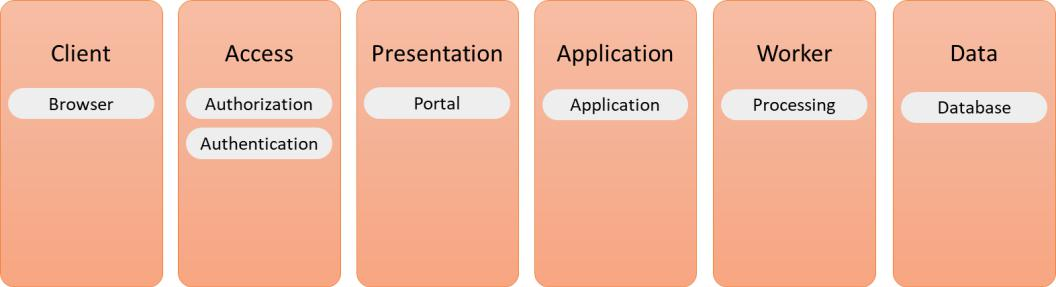 Client
Browser
Access
Authorization
Authentication
Presentation
Portal
Application
Application
Worker
Processing
Data
Database